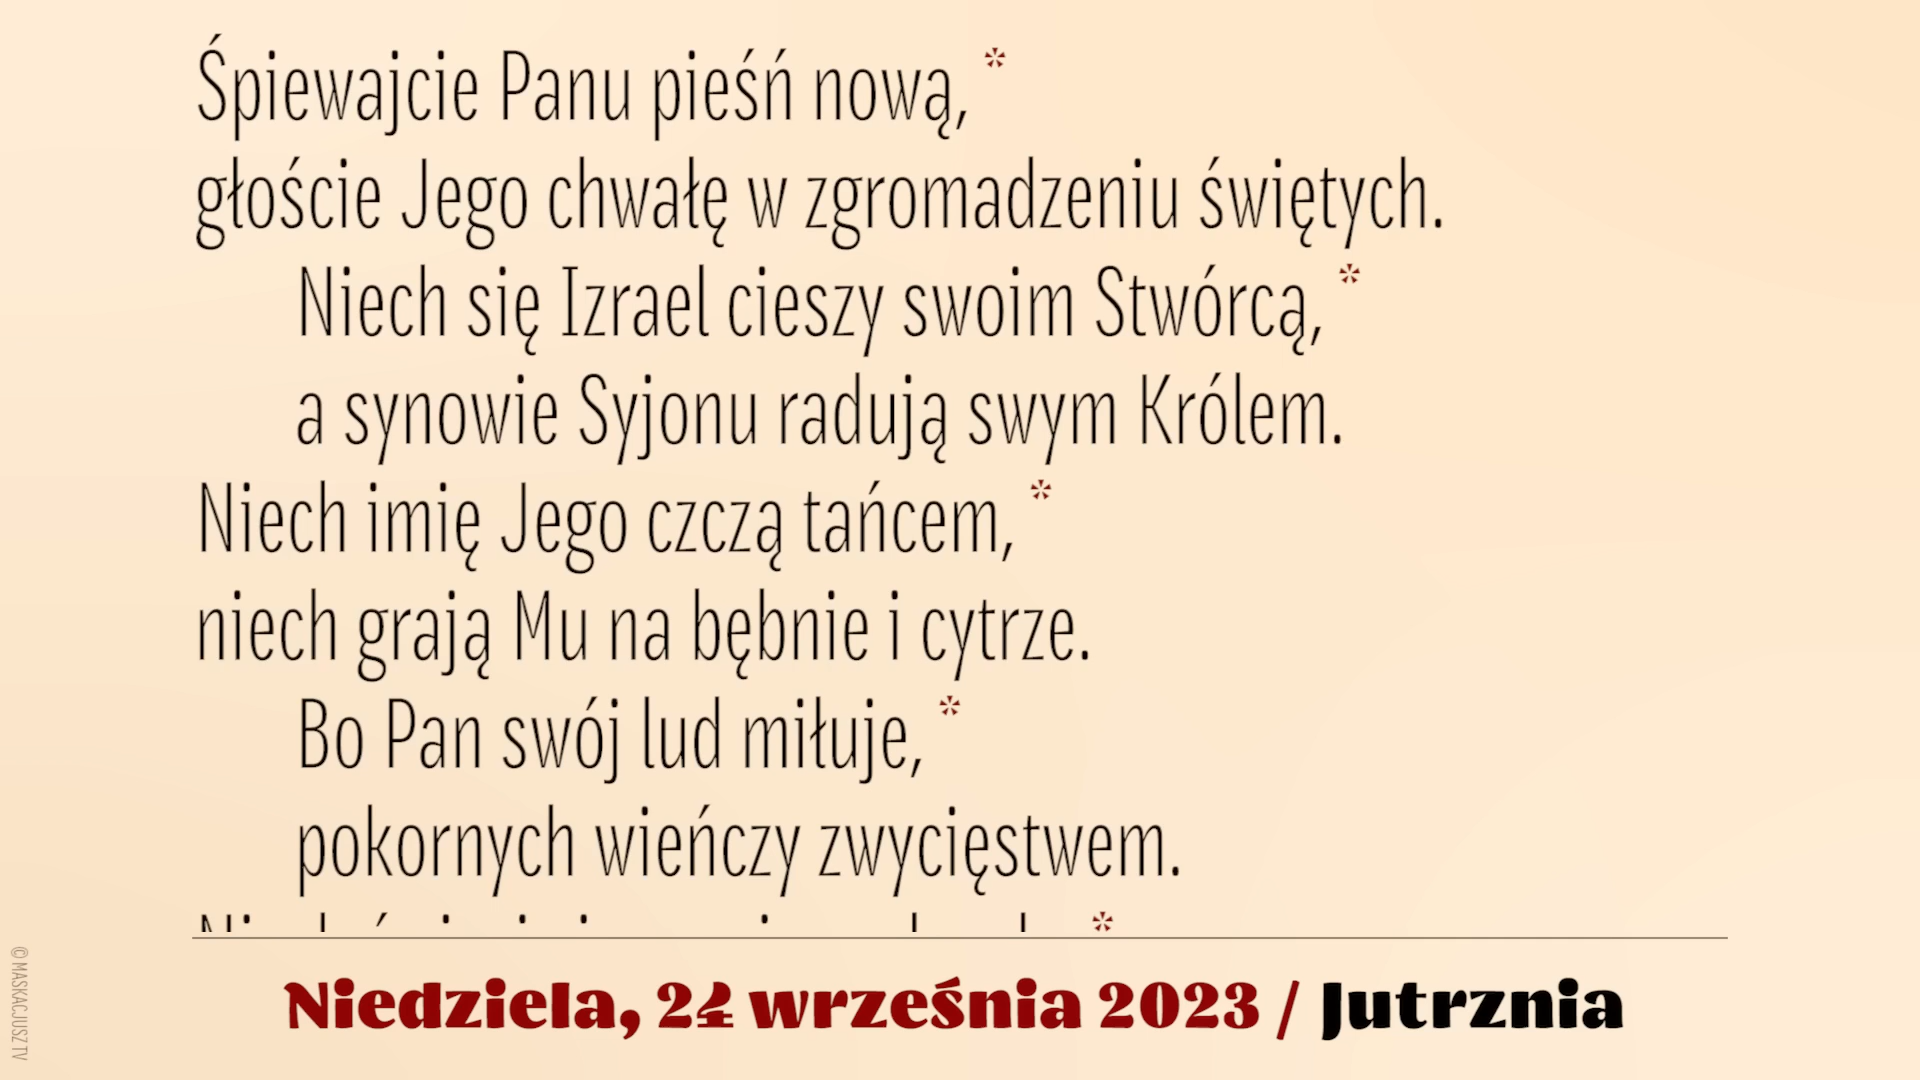 Śpiewajcie Panu pieśń nową, *
głoście Jego chwałę w zgromadzeniu świętych.
Niech się Izrael cieszy swoim Stwórcą, *
a synowie Syjonu radują swym Królem.
Niech imię Jego czczą tańcem, *
niech grają Mu na bębnie i cytrze.
Bo Pan swój lud miłuje, *
pokornych wieńczy zwycięstwem.
*
Niedziela, 24 września 2023 / Jutrznia
© MASKACJUSZ TV